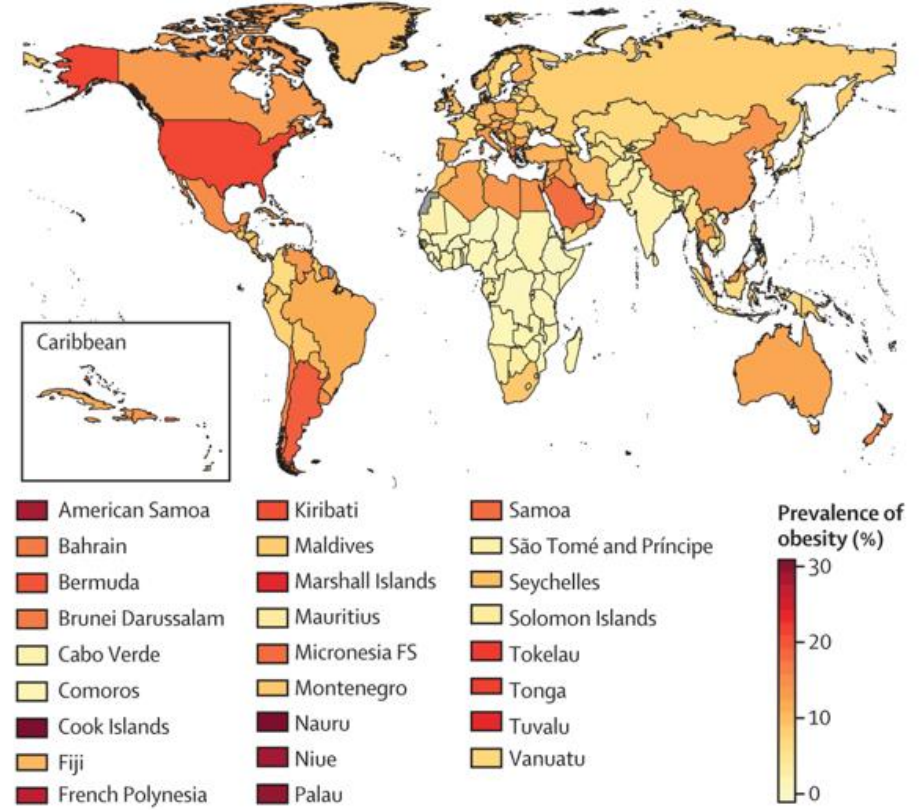 Caribbean
American Samoa
Bahrain
Bermuda
Brunei Darussalam
Cabo Verde
Comoros
Cook Islands
Fiji
French Polynesia
Kiribati
Maldives
Marshall Islands
Mauritius
Micronesia FS
Montenegro
Nauru
Niue
Palau
Samoa
São Tomé and Príncipe
Seychelles
Solomon Islands
Tokelau
Tonga
Tuvalu
Vanuatu
Prevalence of
obesity (%)
30
20
10
0